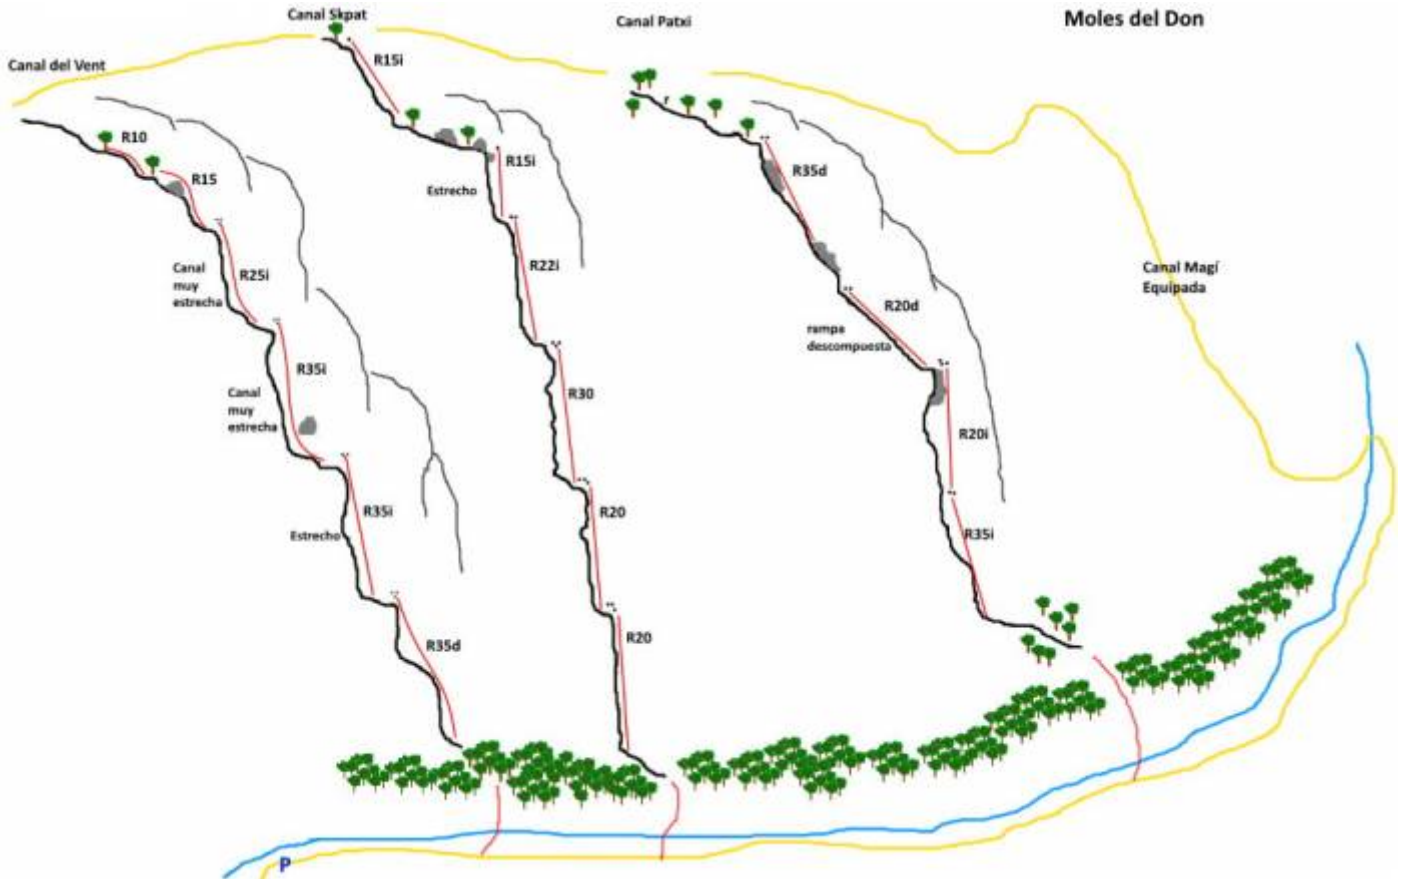 Canal Skpat
Canal Patxi
Moles del Don
Canal del Vent
R15i
R10
R15
R15i
Estrecho
R35d
R25i
Canal
muy
estrecha
R22i
Canal Magí
Equipada
R20d
rampa
descompuesta
R35i
Canal
muy
estrecha
R30
R20i
R35i
Estrecho
R20
R35i
R35d
R20
P